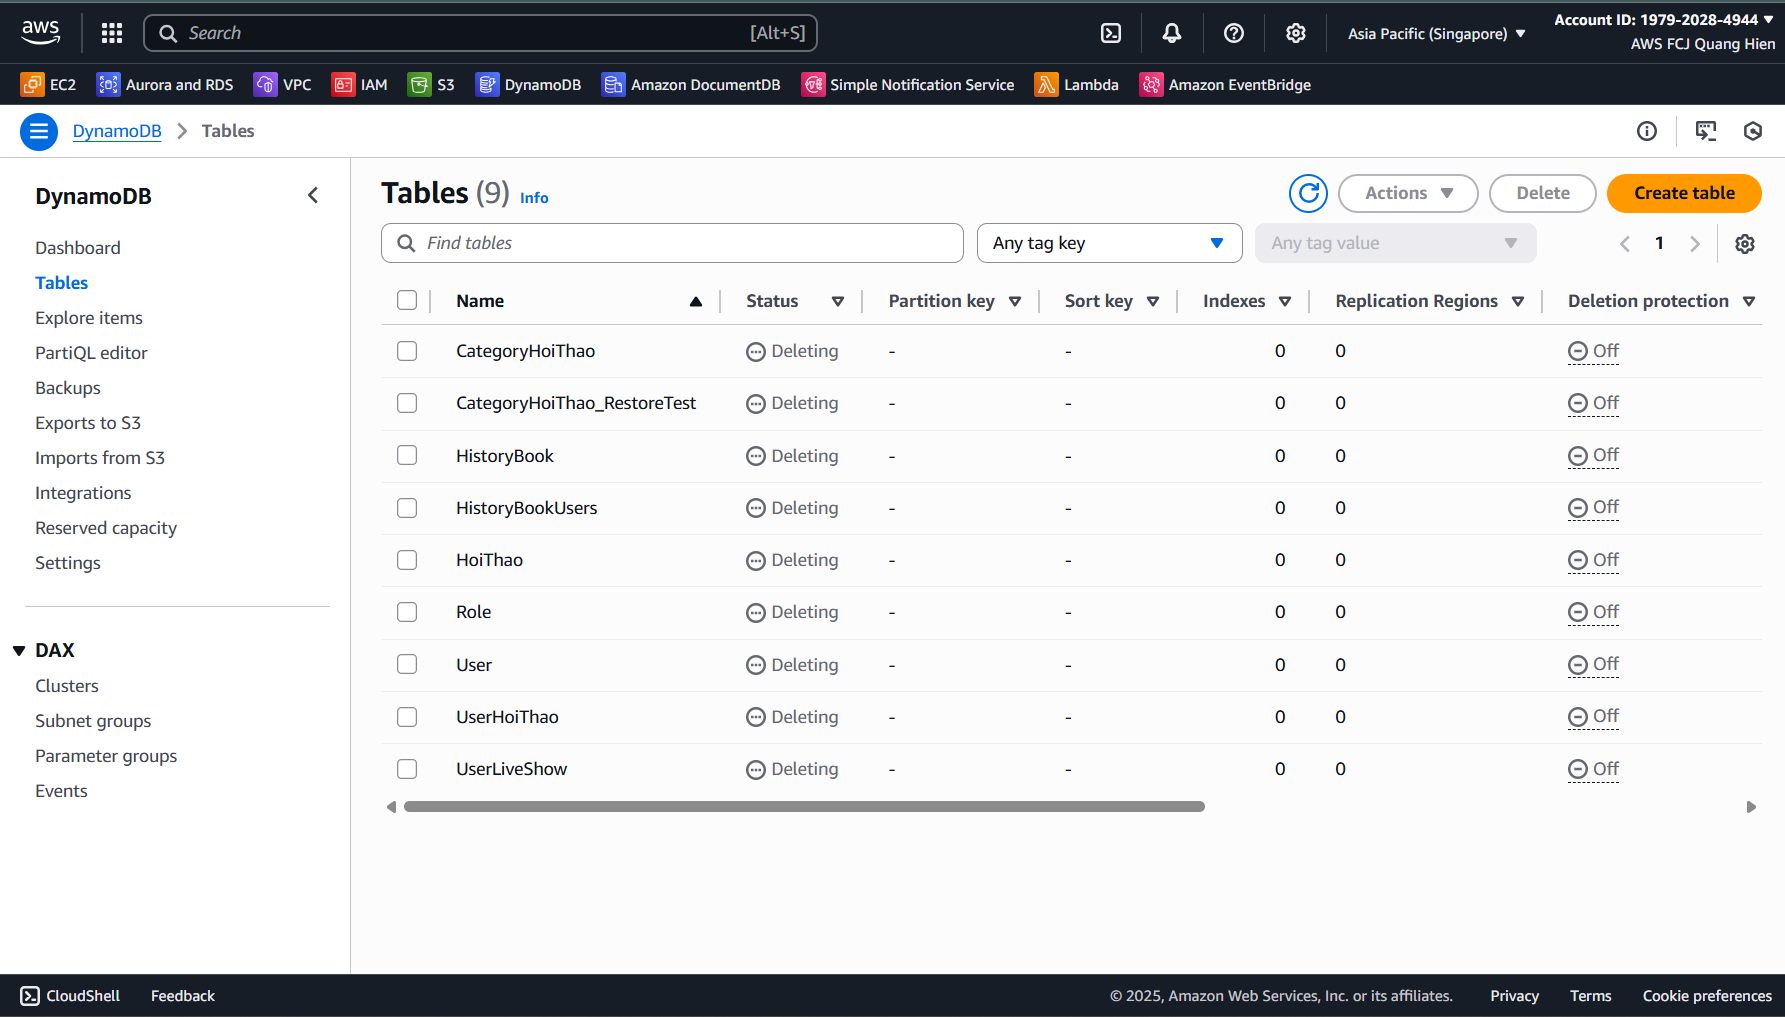 aws
Search [Alt+S]
Asia Pacific (Singapore) ▼
Account ID: 1979-2028-4944 ▼
AWS FCJ Quang Hien
EC2 Aurora and RDS VPC IAM S3 DynamoDB Amazon DocumentDB Simple Notification Service Lambda Amazon EventBridge
DynamoDB > Tables
DynamoDB
Dashboard
Tables
Explore items
PartiQL editor
Backups
Exports to S3
Imports from S3
Integrations
Reserved capacity
Settings
DAX
Clusters
Subnet groups
Parameter groups
Events
Tables (9) Info
Actions Delete Create table
Find tables Any tag key Any tag value 1
Name Status Partition key Sort key Indexes Replication Regions Deletion protection
CategoryHoiThao Deleting - - 0 0 Off
CategoryHoiThao_RestoreTest Deleting - - 0 0 Off
HistoryBook Deleting - - 0 0 Off
HistoryBookUsers Deleting - - 0 0 Off
HoiThao Deleting - - 0 0 Off
Role Deleting - - 0 0 Off
User Deleting - - 0 0 Off
UserHoiThao Deleting - - 0 0 Off
UserLiveShow Deleting - - 0 0 Off
CloudShell Feedback © 2025, Amazon Web Services, Inc. or its affiliates. Privacy Terms Cookie preferences